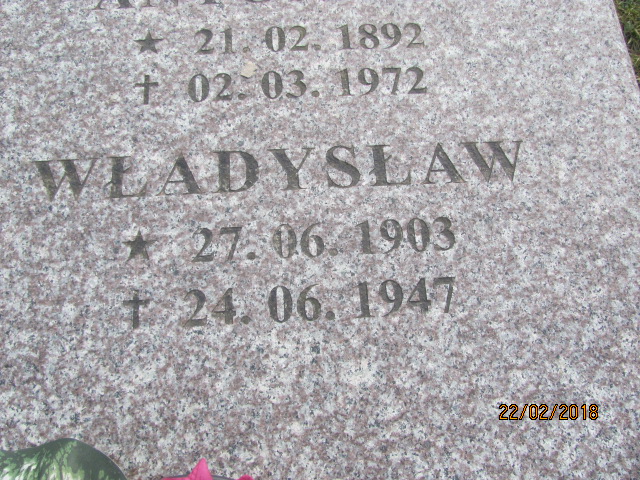 ★ 21. 02. 1892
✝ 02. 03. 1972
WŁADYSŁAW
★ 27. 06. 1903
✝ 24. 06. 1947
22/02/2018